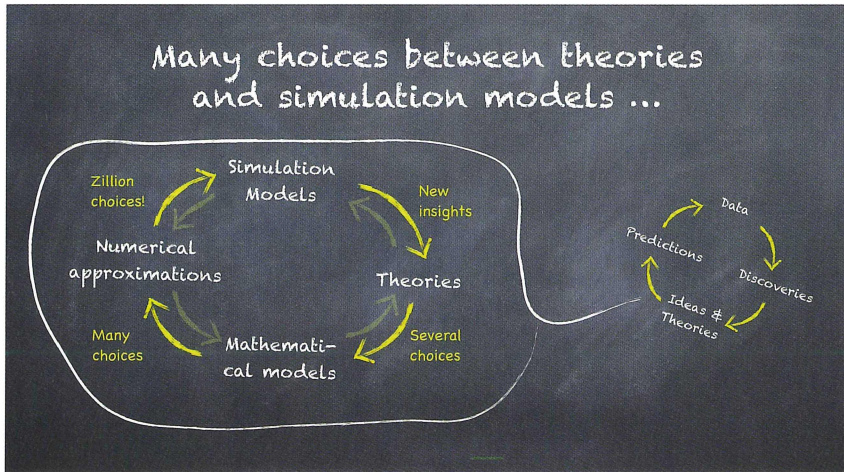 Many choices between theories
and simulation models ...
Zillion
choices!
Simulation
Models
New
insights
Numerical
approximations
Theories
Many
choices
Mathemati-
cal models
Several
choices
Data
Predictions
Discoveries
Ideas &
Theories